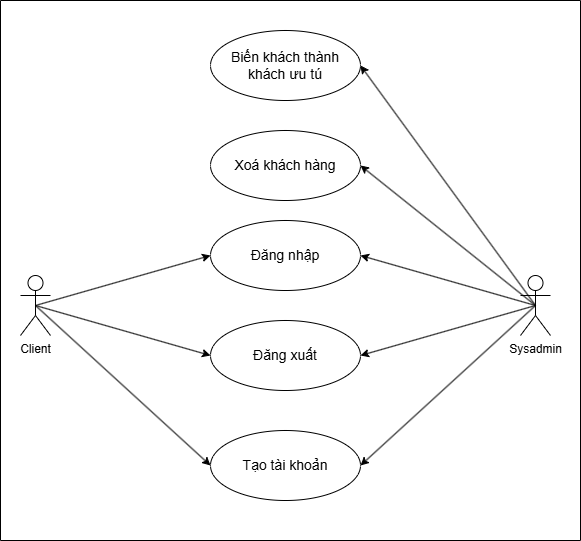 Biến khách thành
khách ưu tú
Xoá khách hàng
Đăng nhập
Client
Sysadmin
Đăng xuất
Tạo tài khoản